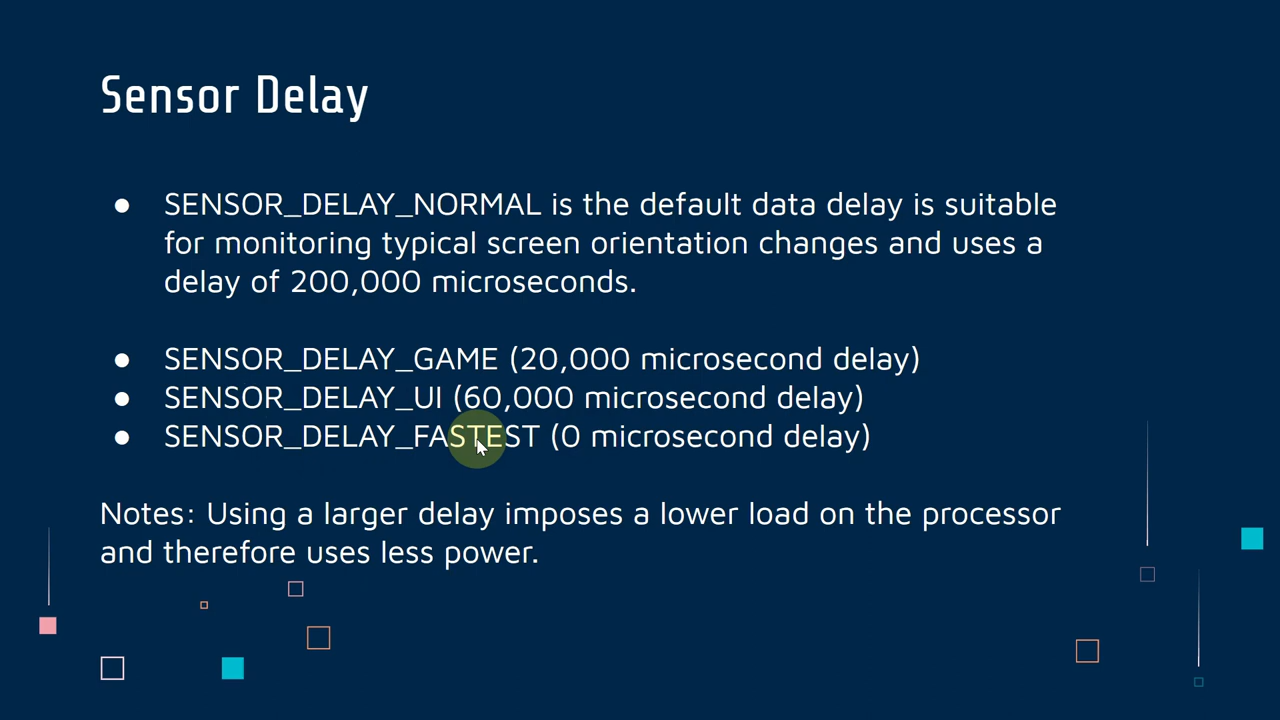 Sensor Delay
● SENSOR_DELAY_NORMAL is the default data delay is suitable
for monitoring typical screen orientation changes and uses a
delay of 200,000 microseconds.
● SENSOR_DELAY_GAME (20,000 microsecond delay)
● SENSOR_DELAY_UI (60,000 microsecond delay)
● SENSOR_DELAY_FASTEST (0 microsecond delay)
Notes: Using a larger delay imposes a lower load on the processor
and therefore uses less power.